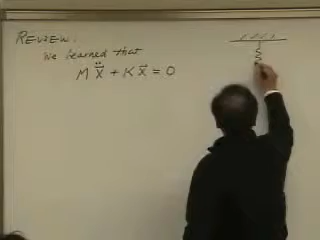 REVIEW:
We learned that
M ẍ⃗ + K x⃗ = 0